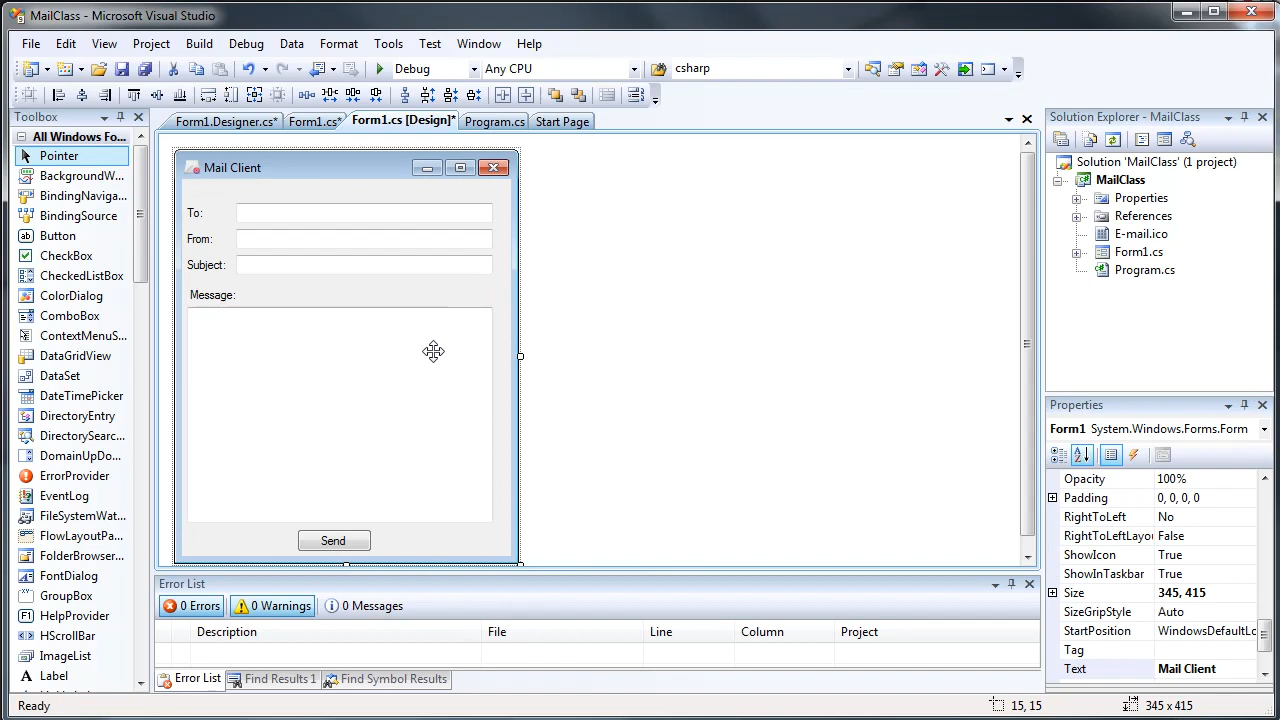 MailClass - Microsoft Visual Studio
File Edit View Project Build Debug Data Format Tools Test Window Help
Debug Any CPU csharp
Toolbox
All Windows Fo...
Pointer
BackgroundW...
BindingNaviga...
BindingSource
Button
CheckBox
CheckedListBox
ColorDialog
ComboBox
ContextMenuS...
DataGridView
DataSet
DateTimePicker
DirectoryEntry
DirectorySearc...
DomainUpDo...
ErrorProvider
EventLog
FileSystemWat...
FlowLayoutPa...
FolderBrowser...
FontDialog
GroupBox
HelpProvider
HScrollBar
ImageList
Label
Form1.Designer.cs* Form1.cs* Form1.cs [Design]* Program.cs Start Page
Mail Client
To:
From:
Subject:
Message:
Send
Error List
0 Errors 0 Warnings 0 Messages
Description File Line Column Project
Error List Find Results 1 Find Symbol Results
Solution Explorer - MailClass
Solution 'MailClass' (1 project)
MailClass
Properties
References
E-mail.ico
Form1.cs
Program.cs
Properties
Form1 System.Windows.Forms.Form
Opacity 100%
Padding 0, 0, 0, 0
RightToLeft No
RightToLeftLayou False
ShowIcon True
ShowInTaskbar True
Size 345, 415
SizeGripStyle Auto
StartPosition WindowsDefaultLo
Tag
Text Mail Client
Ready 15, 15 345 x 415